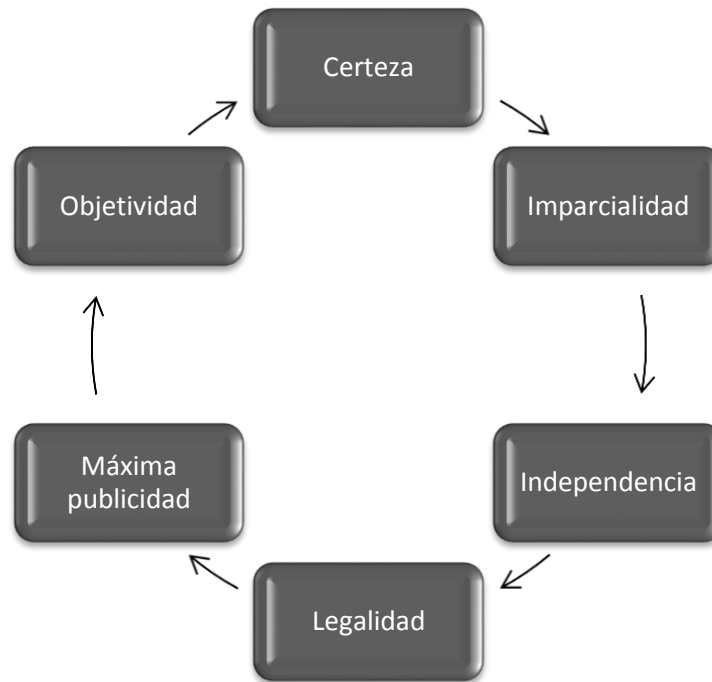 Certeza
Imparcialidad
Independencia
Legalidad
Máxima
publicidad
Objetividad